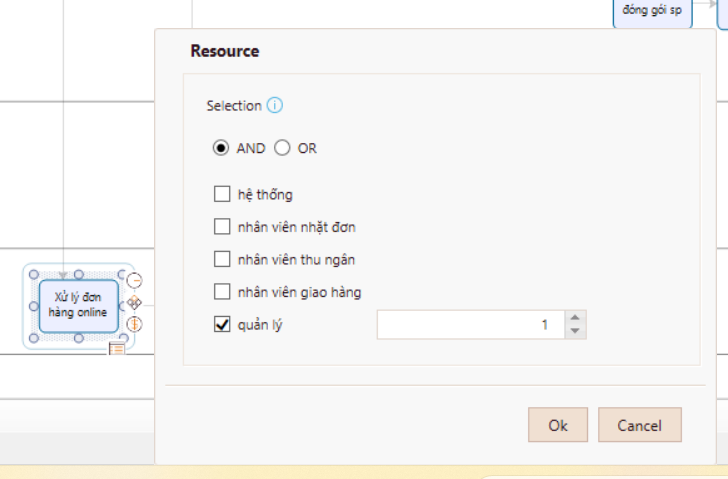 đóng gói sp
Resource
Selection
AND
OR
hệ thống
nhân viên nhặt đơn
nhân viên thu ngân
nhân viên giao hàng
quản lý
1
Xử lý đơn
hàng online
Ok
Cancel